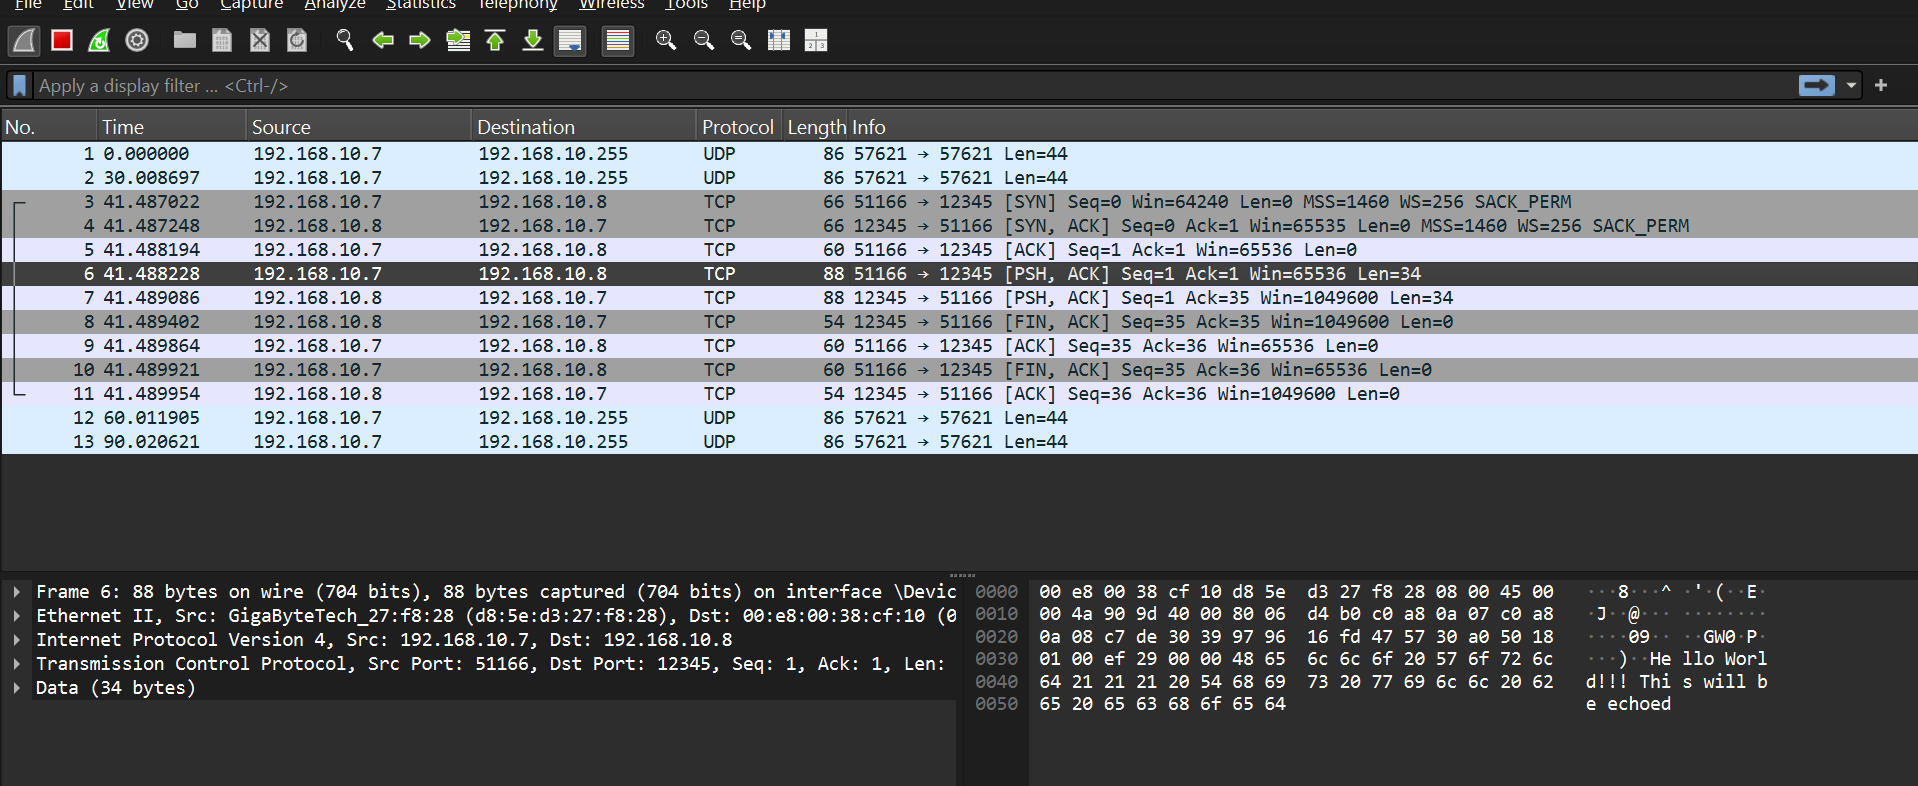 File Edit View Go Capture Analyze Statistics Telephony Wireless Tools Help
Apply a display filter ... <Ctrl-/>
No. Time Source Destination Protocol Length Info
1 0.000000 192.168.10.7 192.168.10.255 UDP 86 57621 → 57621 Len=44
2 30.008697 192.168.10.7 192.168.10.255 UDP 86 57621 → 57621 Len=44
3 41.487022 192.168.10.7 192.168.10.8 TCP 66 51166 → 12345 [SYN] Seq=0 Win=64240 Len=0 MSS=1460 WS=256 SACK_PERM
4 41.487248 192.168.10.8 192.168.10.7 TCP 66 12345 → 51166 [SYN, ACK] Seq=0 Ack=1 Win=65535 Len=0 MSS=1460 WS=256 SACK_PERM
5 41.488194 192.168.10.7 192.168.10.8 TCP 60 51166 → 12345 [ACK] Seq=1 Ack=1 Win=65536 Len=0
6 41.488228 192.168.10.7 192.168.10.8 TCP 88 51166 → 12345 [PSH, ACK] Seq=1 Ack=1 Win=65536 Len=34
7 41.489086 192.168.10.8 192.168.10.7 TCP 88 12345 → 51166 [PSH, ACK] Seq=1 Ack=35 Win=1049600 Len=34
8 41.489402 192.168.10.8 192.168.10.7 TCP 54 12345 → 51166 [FIN, ACK] Seq=35 Ack=35 Win=1049600 Len=0
9 41.489864 192.168.10.7 192.168.10.8 TCP 60 51166 → 12345 [ACK] Seq=35 Ack=36 Win=65536 Len=0
10 41.489921 192.168.10.7 192.168.10.8 TCP 60 51166 → 12345 [FIN, ACK] Seq=35 Ack=36 Win=65536 Len=0
11 41.489954 192.168.10.8 192.168.10.7 TCP 54 12345 → 51166 [ACK] Seq=36 Ack=36 Win=1049600 Len=0
12 60.011905 192.168.10.7 192.168.10.255 UDP 86 57621 → 57621 Len=44
13 90.020621 192.168.10.7 192.168.10.255 UDP 86 57621 → 57621 Len=44
Frame 6: 88 bytes on wire (704 bits), 88 bytes captured (704 bits) on interface \Devic
Ethernet II, Src: GigaByteTech_27:f8:28 (d8:5e:d3:27:f8:28), Dst: 00:e8:00:38:cf:10 (0
Internet Protocol Version 4, Src: 192.168.10.7, Dst: 192.168.10.8
Transmission Control Protocol, Src Port: 51166, Dst Port: 12345, Seq: 1, Ack: 1, Len:
Data (34 bytes)
0000 00 e8 00 38 cf 10 d8 5e d3 27 f8 28 08 00 45 00 ···8···^ ·'·(··E·
0010 00 4a 90 9d 40 00 80 06 d4 b0 c0 a8 0a 07 c0 a8 ·J··@··· ········
0020 0a 08 c7 de 30 39 97 96 16 fd 47 57 30 a0 50 18 ····09·· ··GW0·P·
0030 01 00 ef 29 00 00 48 65 6c 6c 6f 20 57 6f 72 6c ···)··He llo Worl
0040 64 21 21 21 20 54 68 69 73 20 77 69 6c 6c 20 62 d!!! Thi s will b
0050 65 20 65 63 68 6f 65 64 e echoed